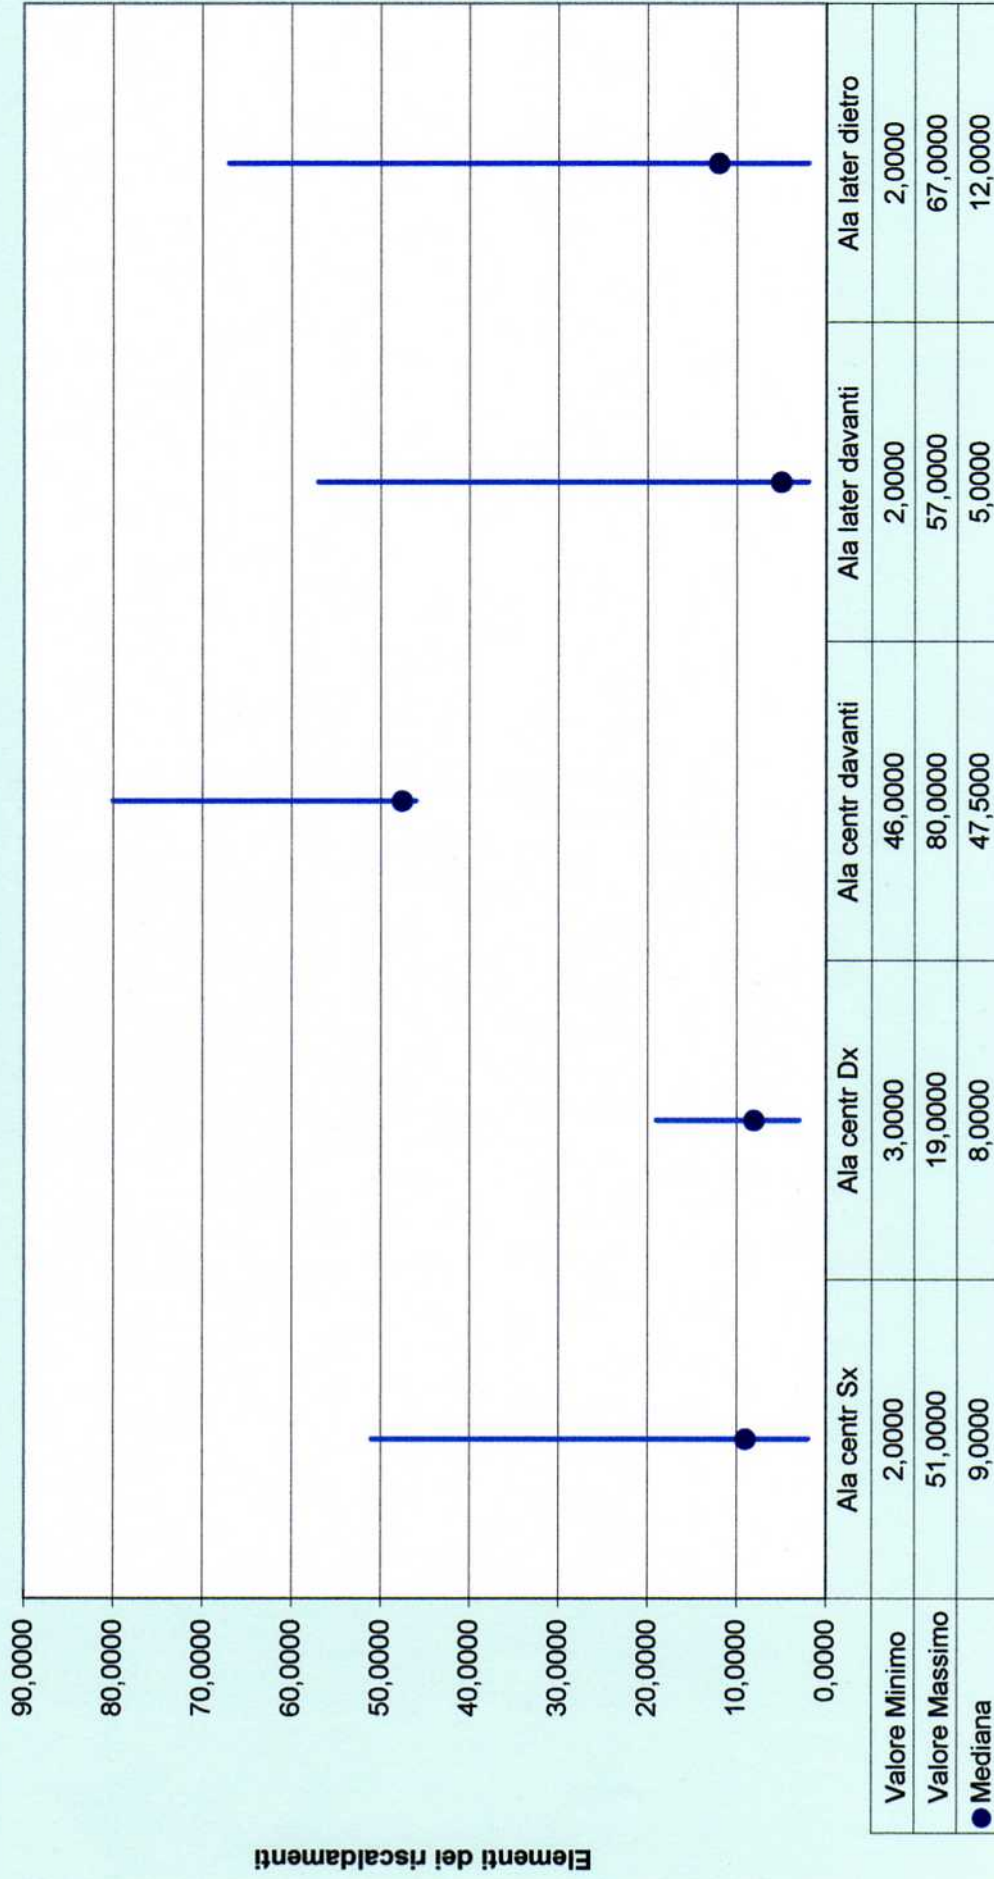 Elementi dei riscaldamenti
90,0000
80,0000
70,0000
60,0000
50,0000
40,0000
30,0000
20,0000
10,0000
0,0000
Ala centr Sx Ala centr Dx Ala centr davanti Ala later davanti Ala later dietro
Valore Minimo 2,0000 3,0000 46,0000 2,0000 2,0000
Valore Massimo 51,0000 19,0000 80,0000 57,0000 67,0000
Mediana 9,0000 8,0000 47,5000 5,0000 12,0000